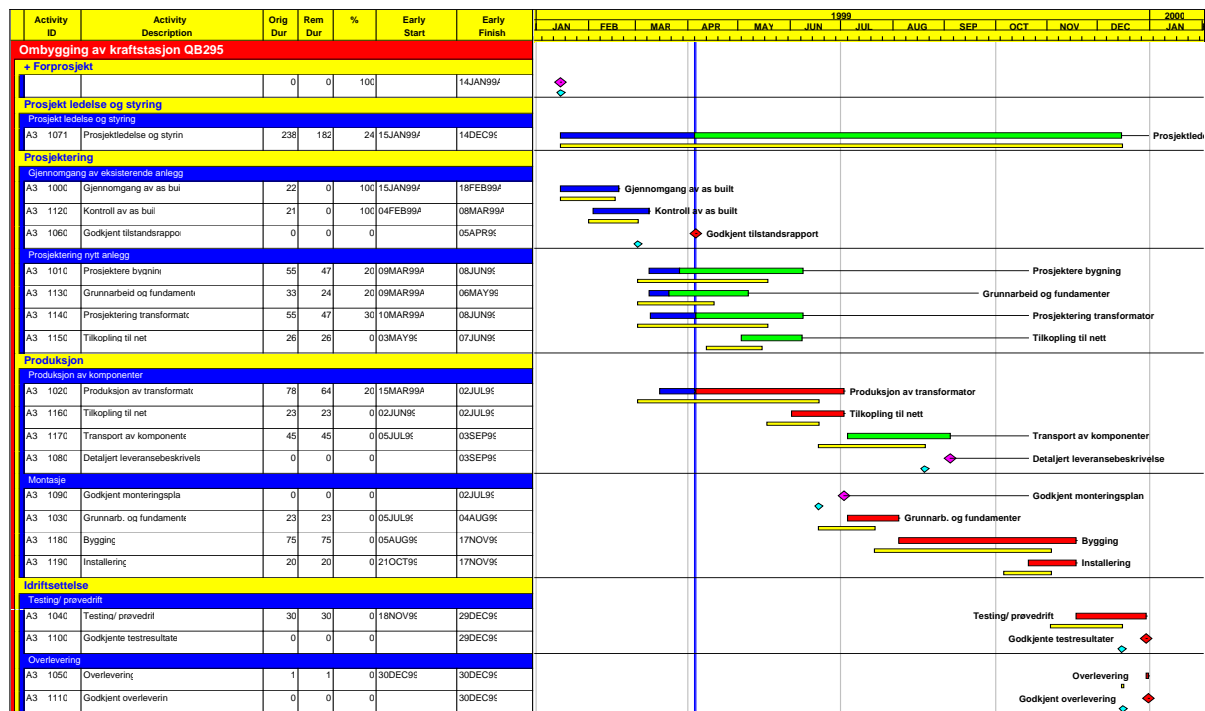 Activity ID Activity Description Orig Dur Rem Dur % Early Start Early Finish 1999 2000
JAN FEB MAR APR MAY JUN JUL AUG SEP OCT NOV DEC JAN
Ombygging av kraftstasjon QB295
+ Forprosjekt
0 0 100 14JAN99A
Prosjekt ledelse og styring
Prosjekt ledelse og styring
A3 1071 Prosjektledelse og styrin 238 182 24 15JAN99A 14DEC99 Prosjektlede
Prosjektering
Gjennomgang av eksisterende anlegg
A3 1000 Gjennomgang av as bui 22 0 100 15JAN99A 18FEB99A Gjennomgang av as built
A3 1120 Kontroll av as buil 21 0 100 04FEB99A 08MAR99A Kontroll av as built
A3 1060 Godkjent tilstandsrappor 0 0 0 05APR99 Godkjent tilstandsrapport
Prosjektering nytt anlegg
A3 1010 Prosjektere bygning 55 47 20 09MAR99A 08JUN99 Prosjektere bygning
A3 1130 Grunnarbeid og fundamente 33 24 20 09MAR99A 06MAY99 Grunnarbeid og fundamenter
A3 1140 Prosjektering transformato 55 47 30 10MAR99A 08JUN99 Prosjektering transformator
A3 1150 Tilkopling til net 26 26 0 03MAY99 07JUN99 Tilkopling til nett
Produksjon
Produksjon av komponenter
A3 1020 Produksjon av transformato 78 64 20 15MAR99A 02JUL99 Produksjon av transformator
A3 1160 Tilkopling til net 23 23 0 02JUN99 02JUL99 Tilkopling til nett
A3 1170 Transport av komponente 45 45 0 05JUL99 03SEP99 Transport av komponenter
A3 1080 Detaljert leveransebeskrivels 0 0 0 03SEP99 Detaljert leveransebeskrivelse
Montasje
A3 1090 Godkjent monteringspla 0 0 0 02JUL99 Godkjent monteringsplan
A3 1030 Grunnarb. og fundamente 23 23 0 05JUL99 04AUG99 Grunnarb. og fundamenter
A3 1180 Bygging 75 75 0 05AUG99 17NOV99 Bygging
A3 1190 Installering 20 20 0 21OCT99 17NOV99 Installering
Idriftsettelse
Testing/ prøvedrift
A3 1040 Testing/ prøvedrif 30 30 0 18NOV99 29DEC99 Testing/ prøvedrift
A3 1100 Godkjente testresultate 0 0 0 29DEC99 Godkjente testresultater
Overlevering
A3 1050 Overlevering 1 1 0 30DEC99 30DEC99 Overlevering
A3 1110 Godkjent overleverin 0 0 0 30DEC99 Godkjent overlevering